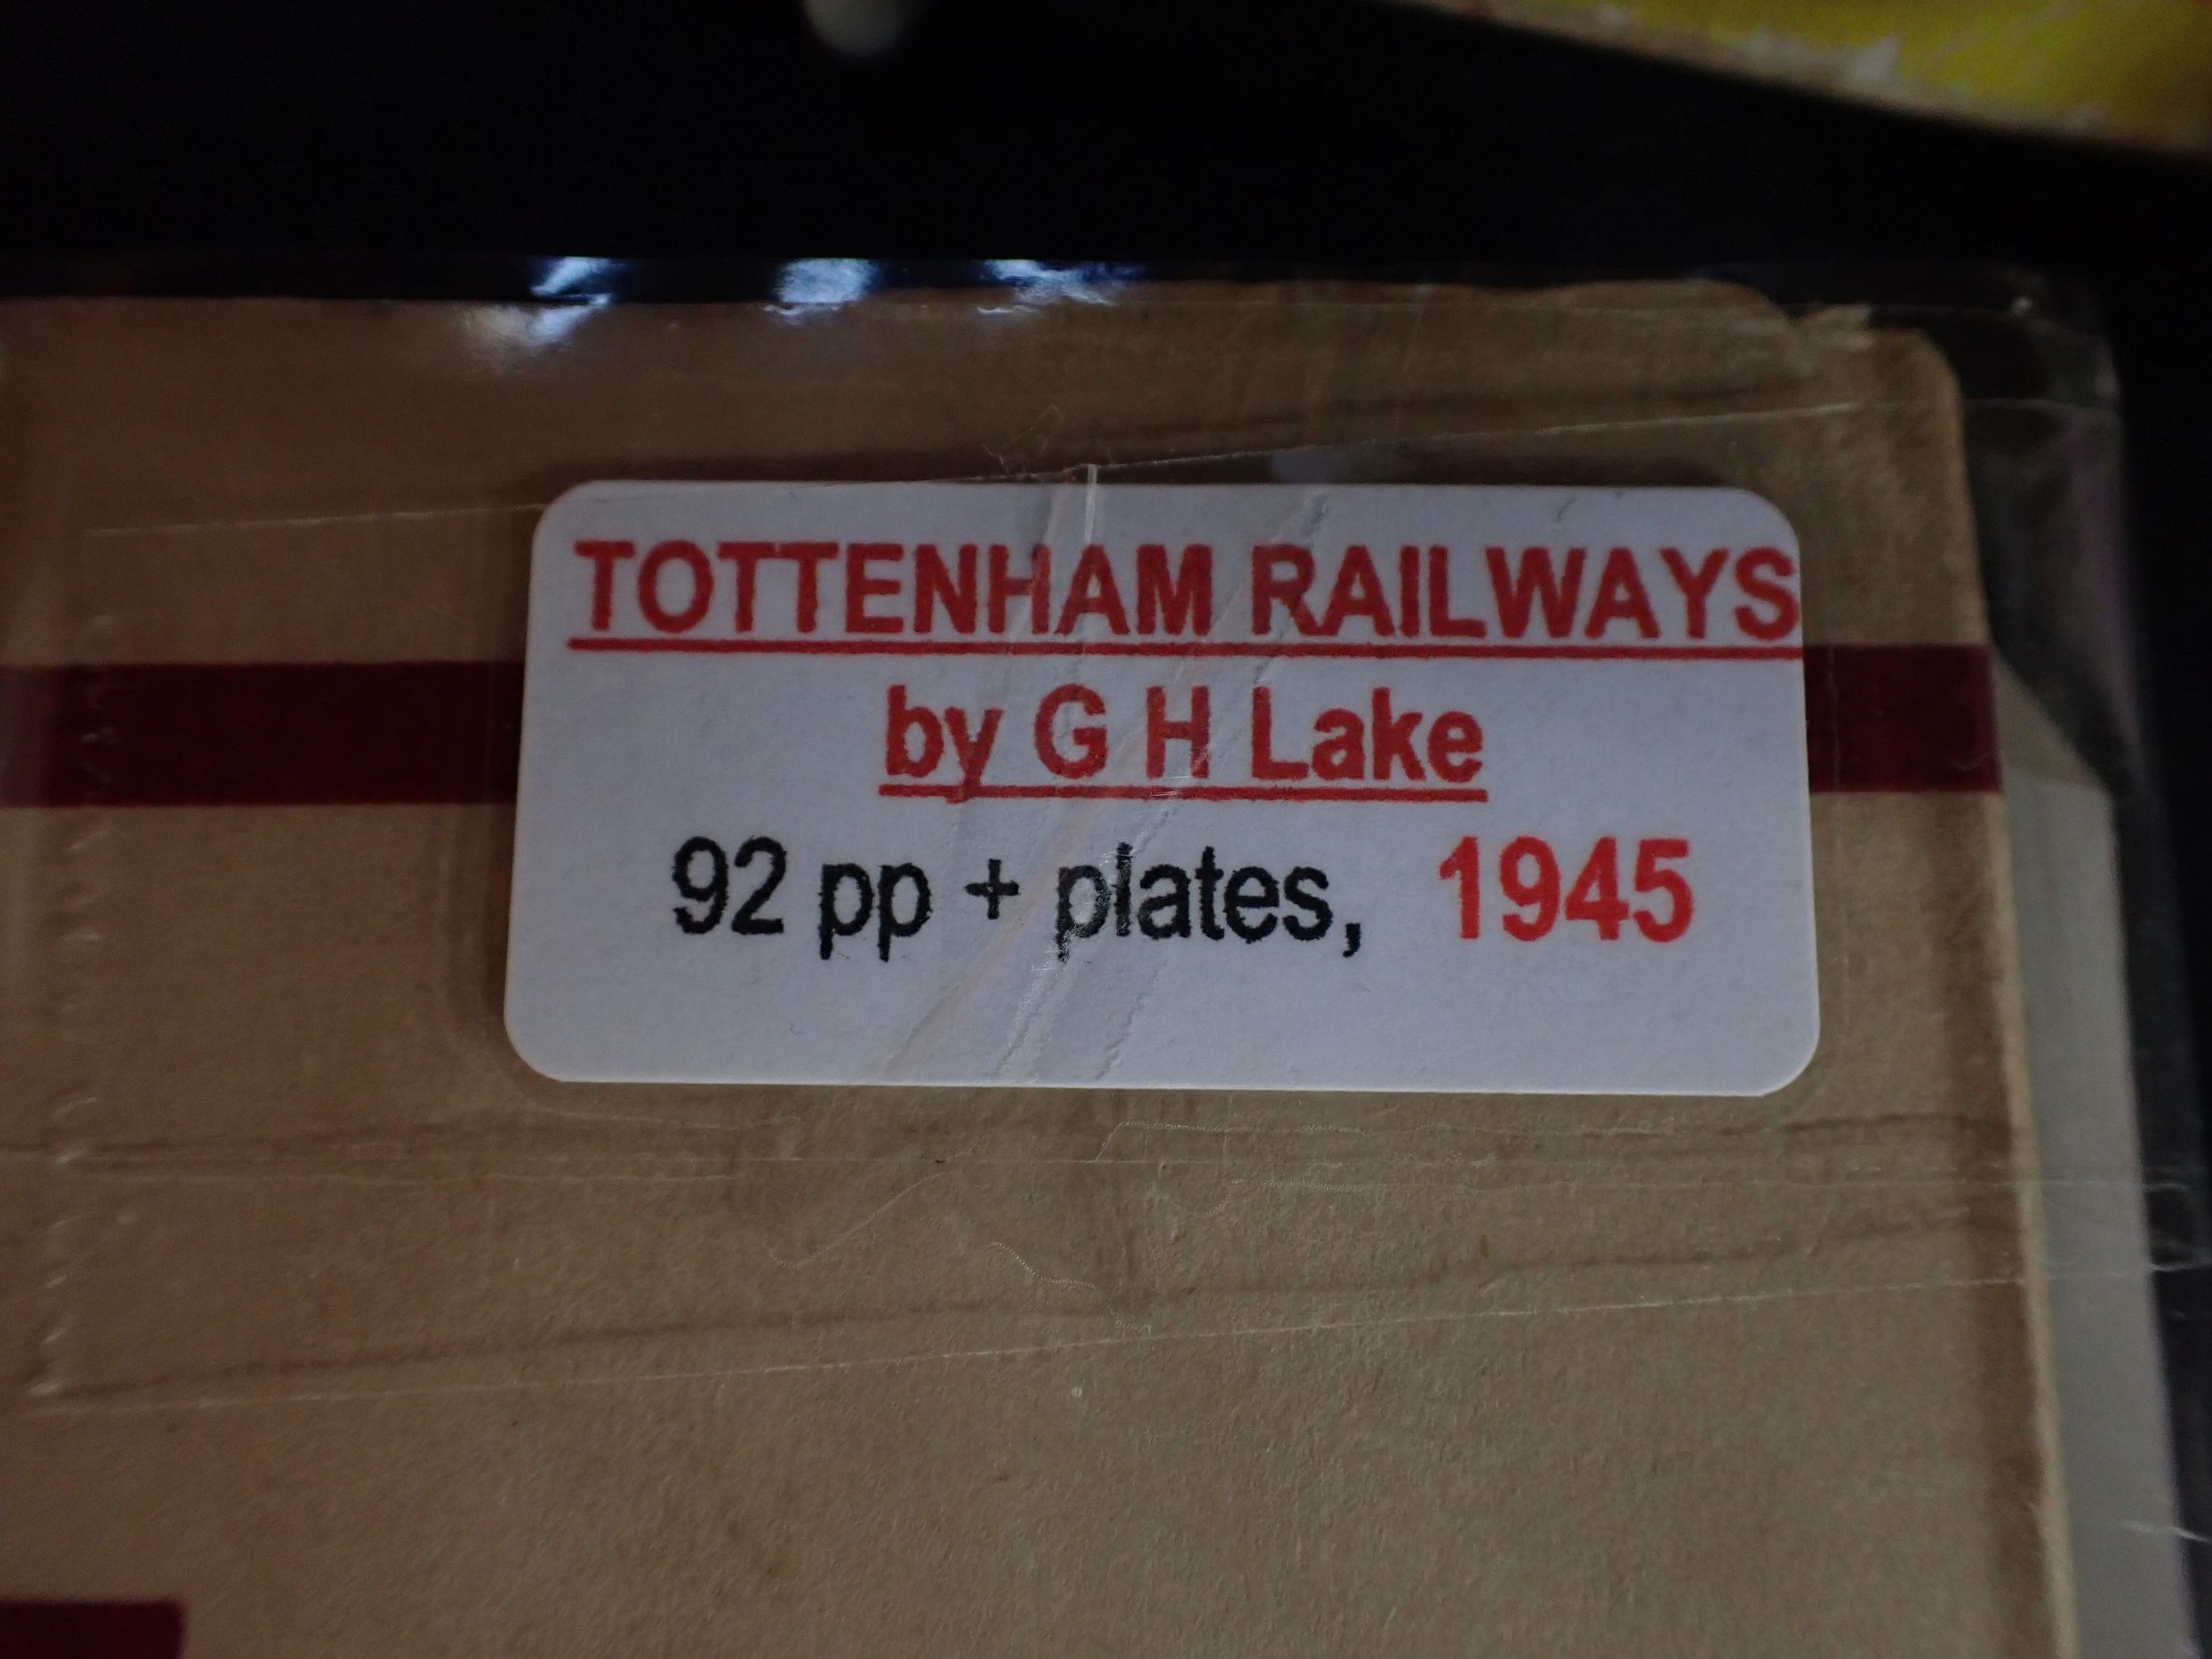 TOTTENHAM RAILWAYS
by G H Lake
92 pp + plates, 1945